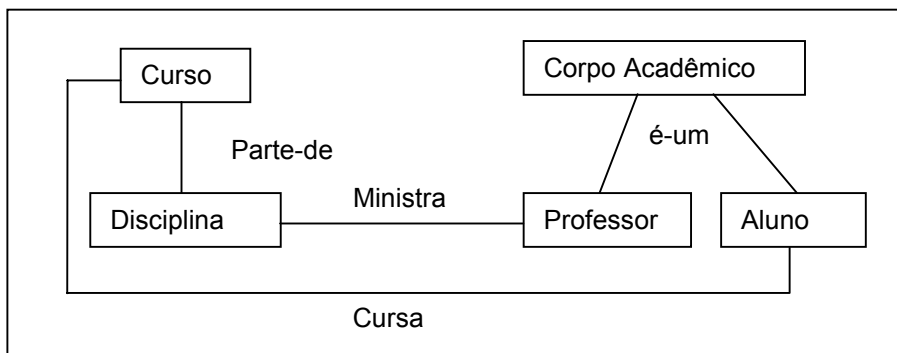 Curso
Corpo Acadêmico
Parte-de
é-um
Disciplina
Ministra
Professor
Aluno
Cursa